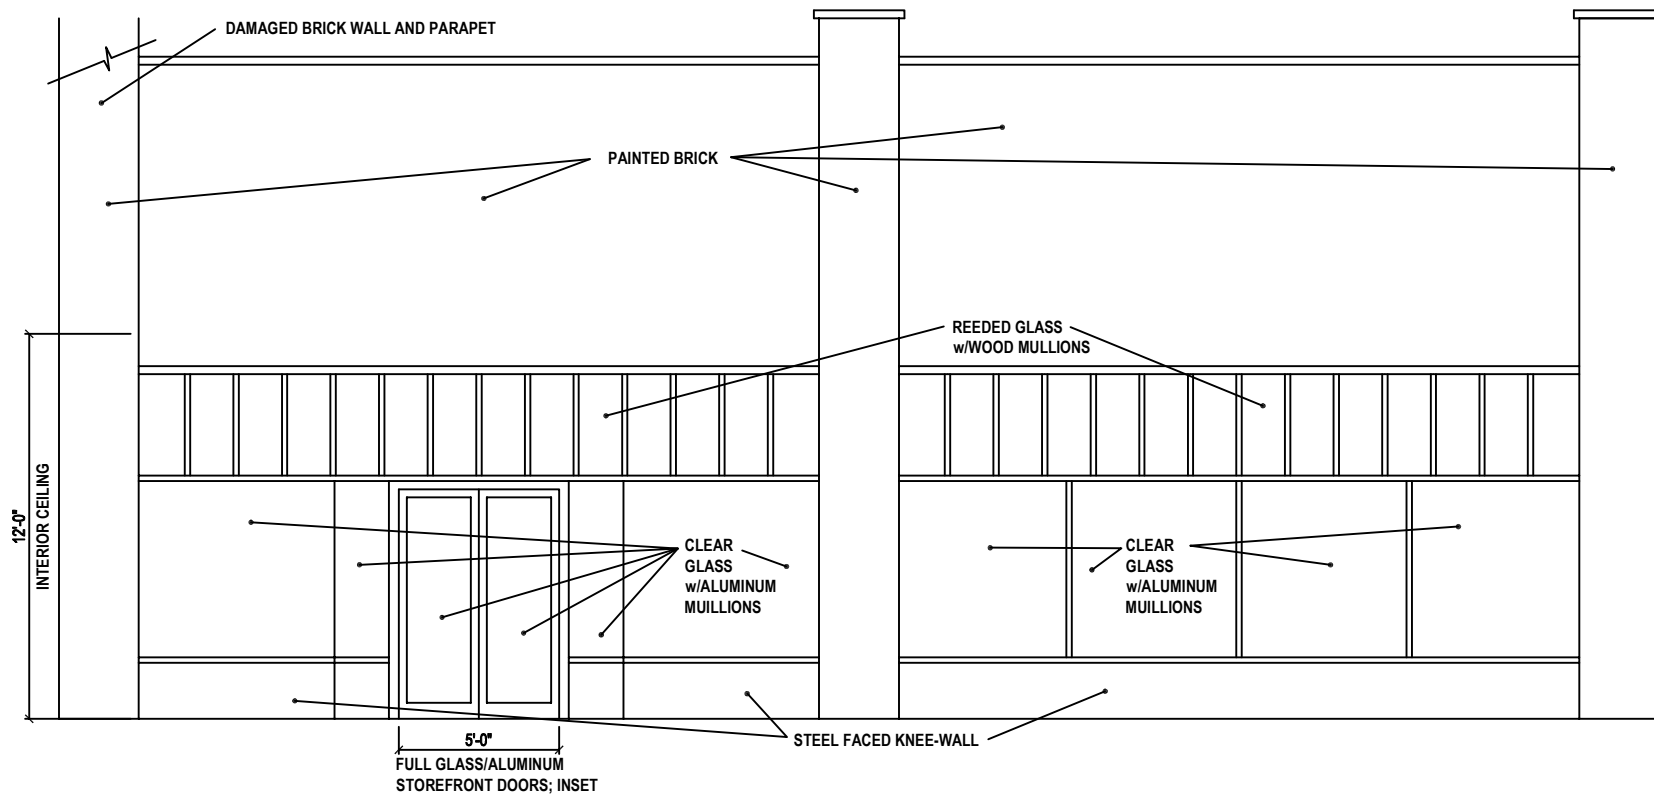 DAMAGED BRICK WALL AND PARAPET
PAINTED BRICK
REEDED GLASS
w/WOOD MULLIONS
12'-0"
INTERIOR CEILING
CLEAR
GLASS
w/ALUMINUM
MUILLIONS
CLEAR
GLASS
w/ALUMINUM
MUILLIONS
STEEL FACED KNEE-WALL
5'-0"
FULL GLASS/ALUMINUM
STOREFRONT DOORS; INSET